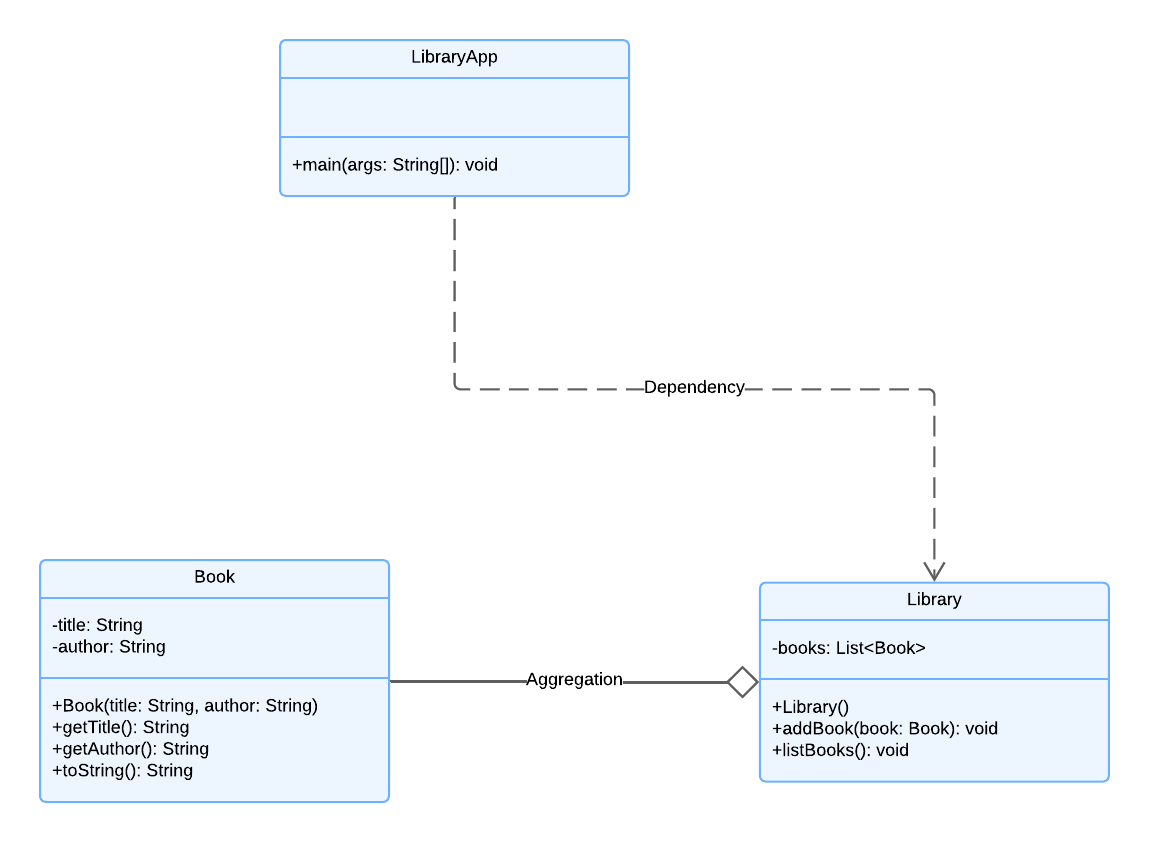 LibraryApp
+main(args: String[]): void
Dependency
Book
-title: String
-author: String
+Book(title: String, author: String)
+getTitle(): String
+getAuthor(): String
+toString(): String
Aggregation
Library
-books: List<Book>
+Library()
+addBook(book: Book): void
+listBooks(): void